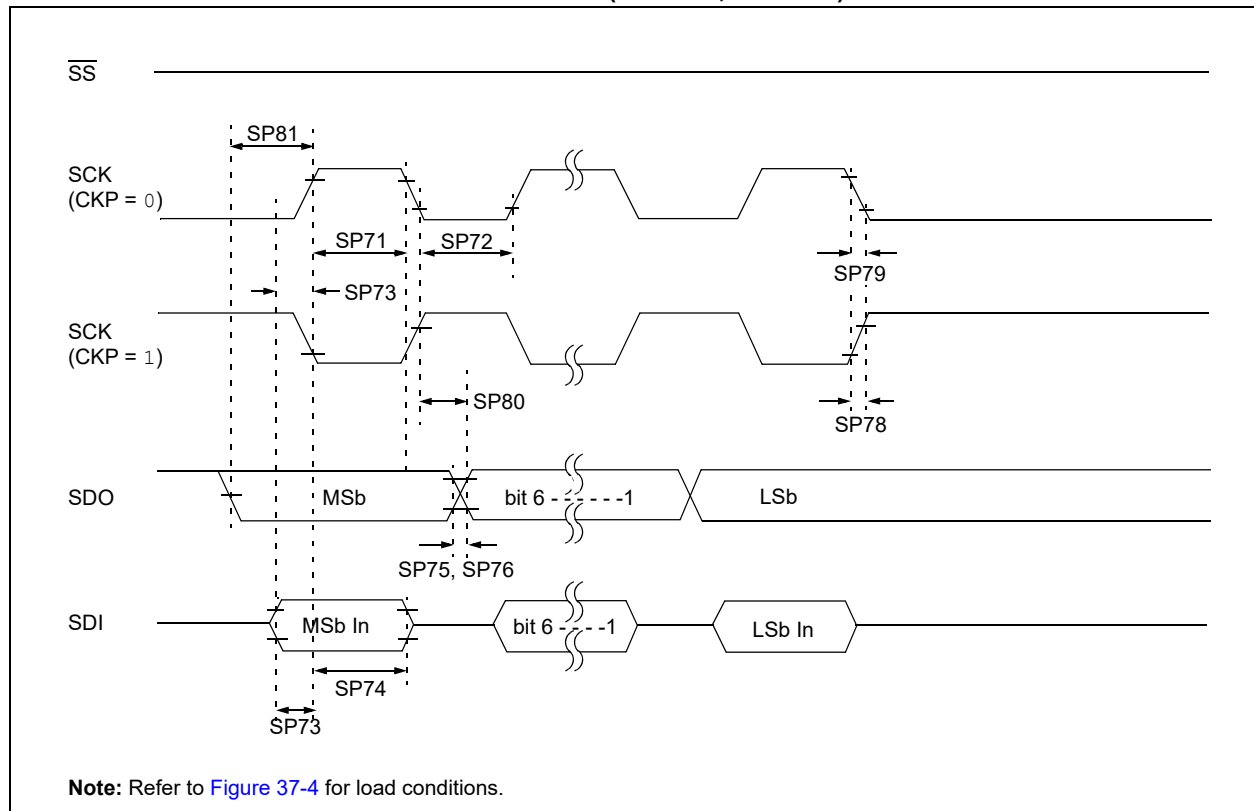 SS
SP81
SCK
(CKP = 0)
SP71
SP72
SP79
SP73
SCK
(CKP = 1)
SP80
SP78
SDO
MSb
bit 6 - - - - - -1
LSb
SP75, SP76
SDI
MSb In
bit 6 - - - -1
LSb In
SP74
SP73
Note: Refer to Figure 37-4 for load conditions.